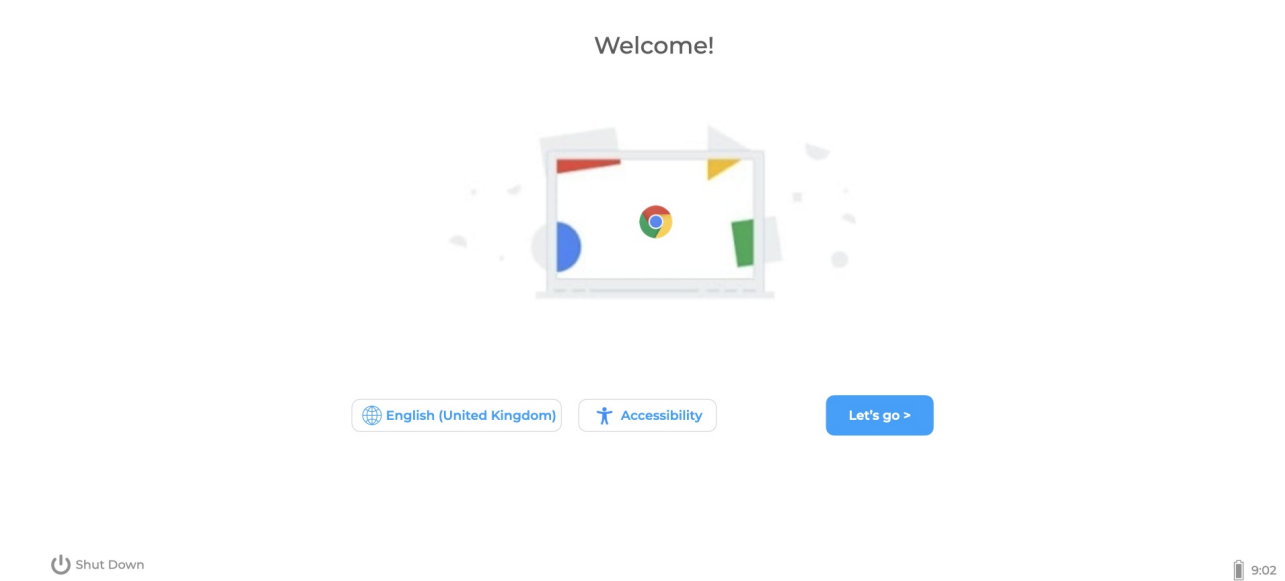 Welcome!
English (United Kingdom)
Accessibility
Let's go >
Shut Down
9:02